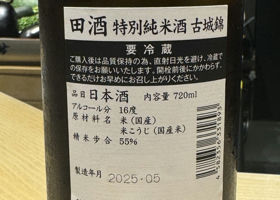 田酒 特別純米酒 古城錦
要冷蔵
ご購入後は品質保持の為、直射日光を避け、冷蔵で
の保存をお願いいたします。開栓前後にかかわらず、
できるだけお早めにお召し上がり下さい。
品目 日本酒 内容量 720ml
アルコール分 16度
原材料名 米(国産)
米こうじ(国産米)
精米歩合 55%
製造年月 2025.05